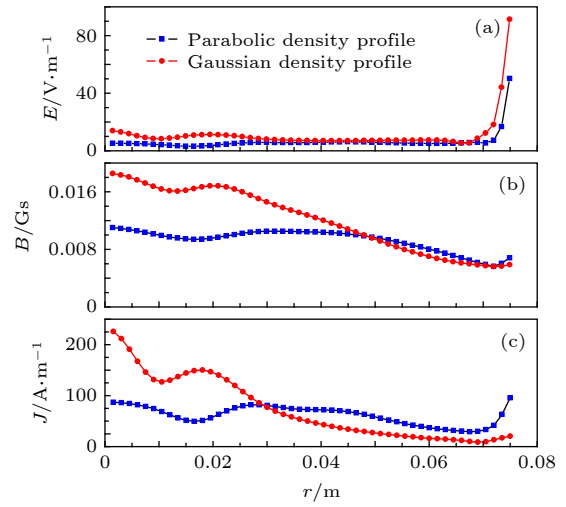 80
40
0
E/V·m⁻¹
(a)
Parabolic density profile
Gaussian density profile
0.016
0.008
0
B/Gs
(b)
200
100
0
J/A·m⁻¹
(c)
0 0.02 0.04 0.06 0.08
r/m